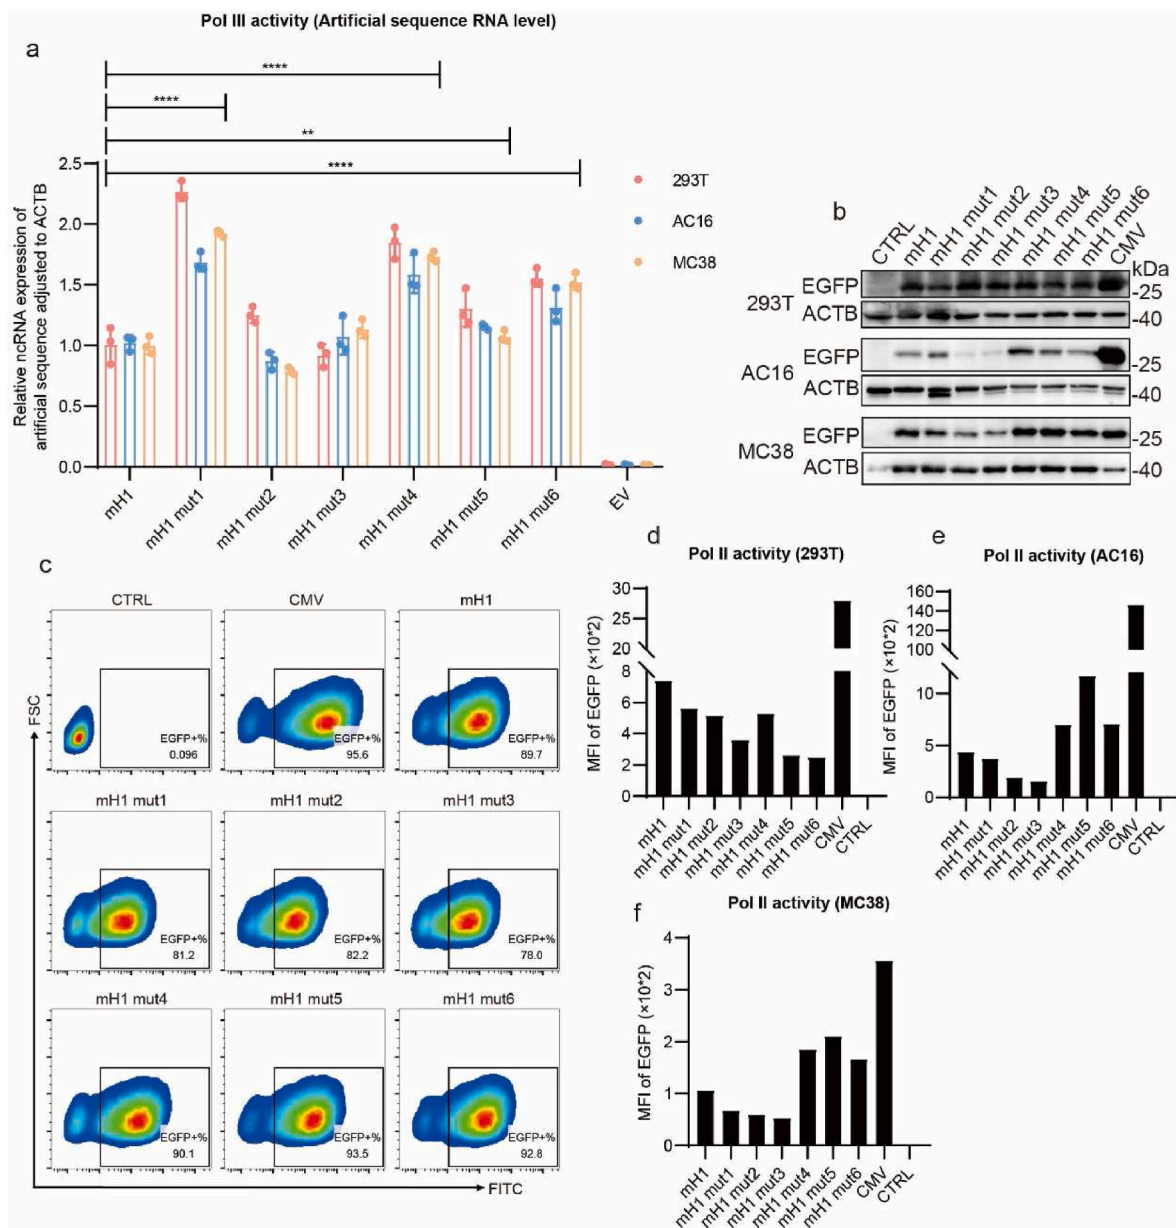 Pol III activity (Artificial sequence RNA level)
a
****
****
**
****
Relative ncRNA expression of
artificial sequence adjusted to ACTB
2.5
2.0
1.5
1.0
0.5
0.0
293T
AC16
MC38
mH1
mH1 mut1
mH1 mut2
mH1 mut3
mH1 mut4
mH1 mut5
mH1 mut6
EV
b
CTRL
mH1
mH1 mut1
mH1 mut2
mH1 mut3
mH1 mut4
mH1 mut5
mH1 mut6
CMV
kDa
293T
EGFP
-25
ACTB
-40
AC16
EGFP
-25
ACTB
-40
MC38
EGFP
-25
ACTB
-40
c
CTRL
CMV
mH1
EGFP+%
0.096
EGFP+%
95.6
EGFP+%
89.7
mH1 mut1
mH1 mut2
mH1 mut3
EGFP+%
81.2
EGFP+%
82.2
EGFP+%
78.0
mH1 mut4
mH1 mut5
mH1 mut6
EGFP+%
90.1
EGFP+%
93.5
EGFP+%
92.8
FSC
FITC
d
Pol II activity (293T)
MFI of EGFP (×10*2)
30
25
20
8
6
4
2
0
mH1
mH1 mut1
mH1 mut2
mH1 mut3
mH1 mut4
mH1 mut5
mH1 mut6
CMV
CTRL
e
Pol II activity (AC16)
MFI of EGFP (×10*2)
160
140
120
100
10
5
0
mH1
mH1 mut1
mH1 mut2
mH1 mut3
mH1 mut4
mH1 mut5
mH1 mut6
CMV
CTRL
f
Pol II activity (MC38)
MFI of EGFP (×10*2)
4
3
2
1
0
mH1
mH1 mut1
mH1 mut2
mH1 mut3
mH1 mut4
mH1 mut5
mH1 mut6
CMV
CTRL